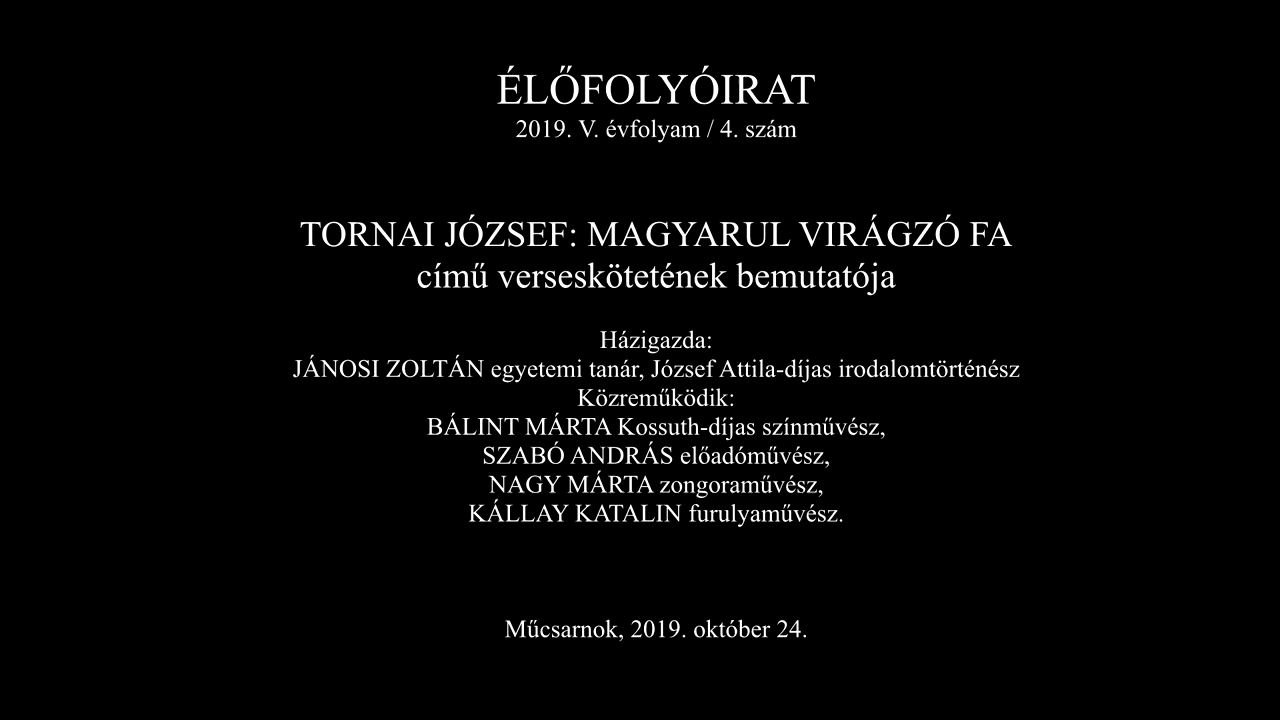 ÉLŐFOLYÓIRAT
2019. V. évfolyam / 4. szám
TORNAI JÓZSEF: MAGYARUL VIRÁGZÓ FA
című verseskötetének bemutatója
Házigazda:
JÁNOSI ZOLTÁN egyetemi tanár, József Attila-díjas irodalomtörténész
Közreműködik:
BÁLINT MÁRTA Kossuth-díjas színművész,
SZABÓ ANDRÁS előadóművész,
NAGY MÁRTA zongoraművész,
KÁLLAY KATALIN furulyaművész.
Műcsarnok, 2019. október 24.